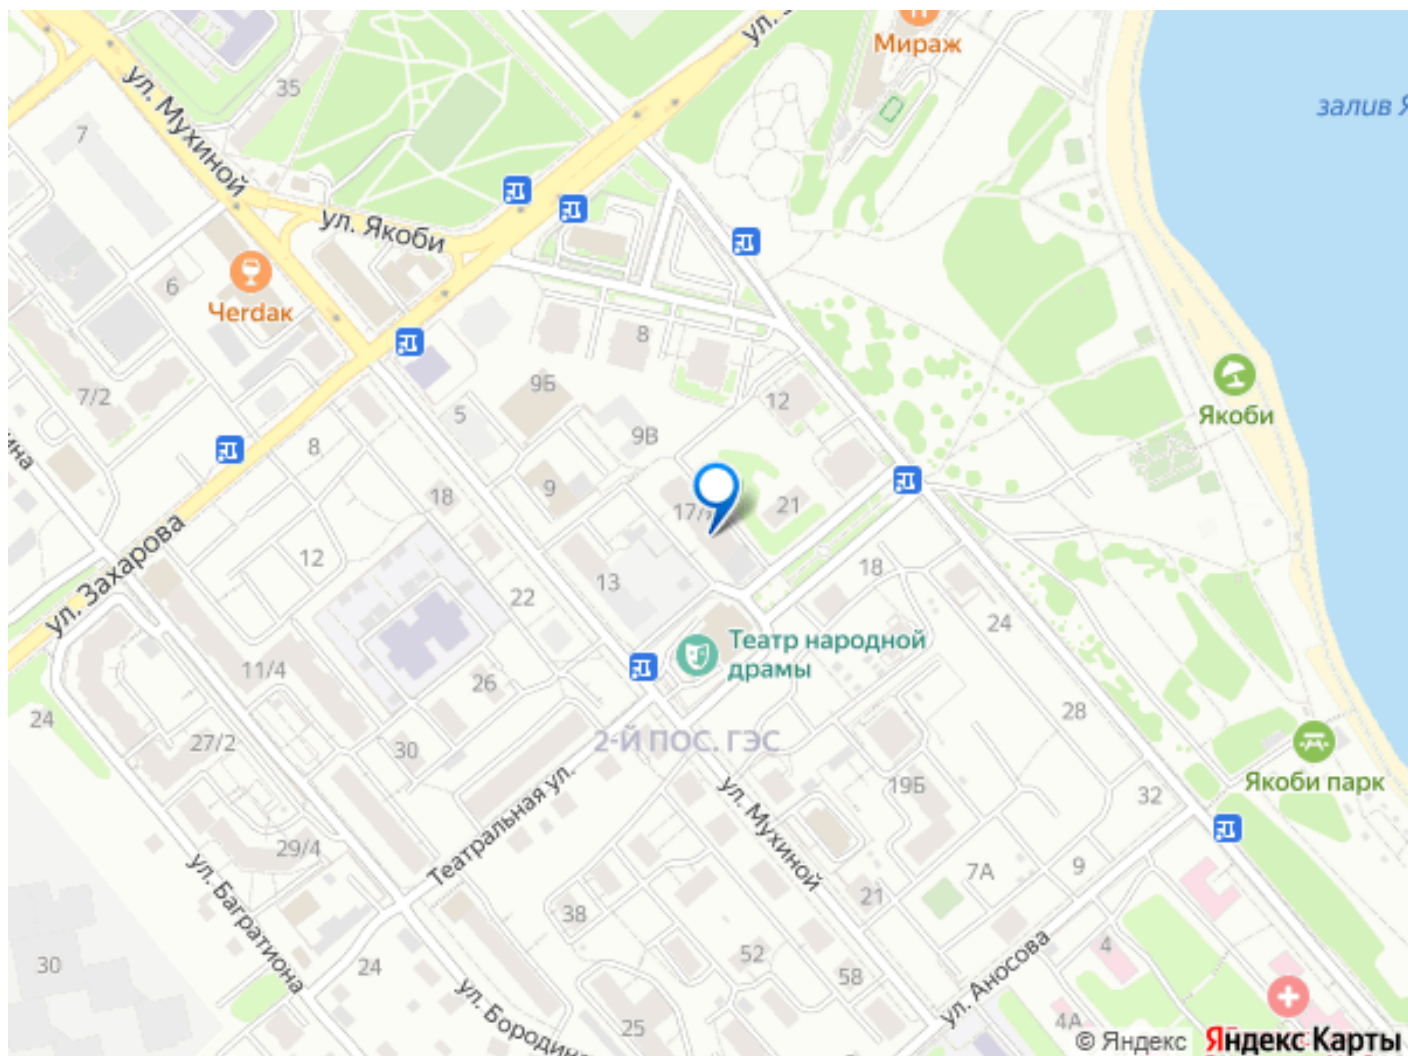 ул. З
Мираж
35
ул. Мухиной
залив Я
7
ул. Якоби
6
Черdak
8
7/2
9Б
12
Якоби
5
9В
8
18
9
17/
21
ул. Захарова
12
13
22
18
24
Театр народной
драмы
11/4
26
24
28
27/2
30
2-Й ПОС. ГЭС
Якоби парк
19Б
32
Театральная ул.
ул. Мухиной
29/4
ул. Багратиона
7А
9
21
38
52
4
30
24
58
ул. Аносова
ул. Бородин
25
4А
© Яндекс
Яндекс Карты